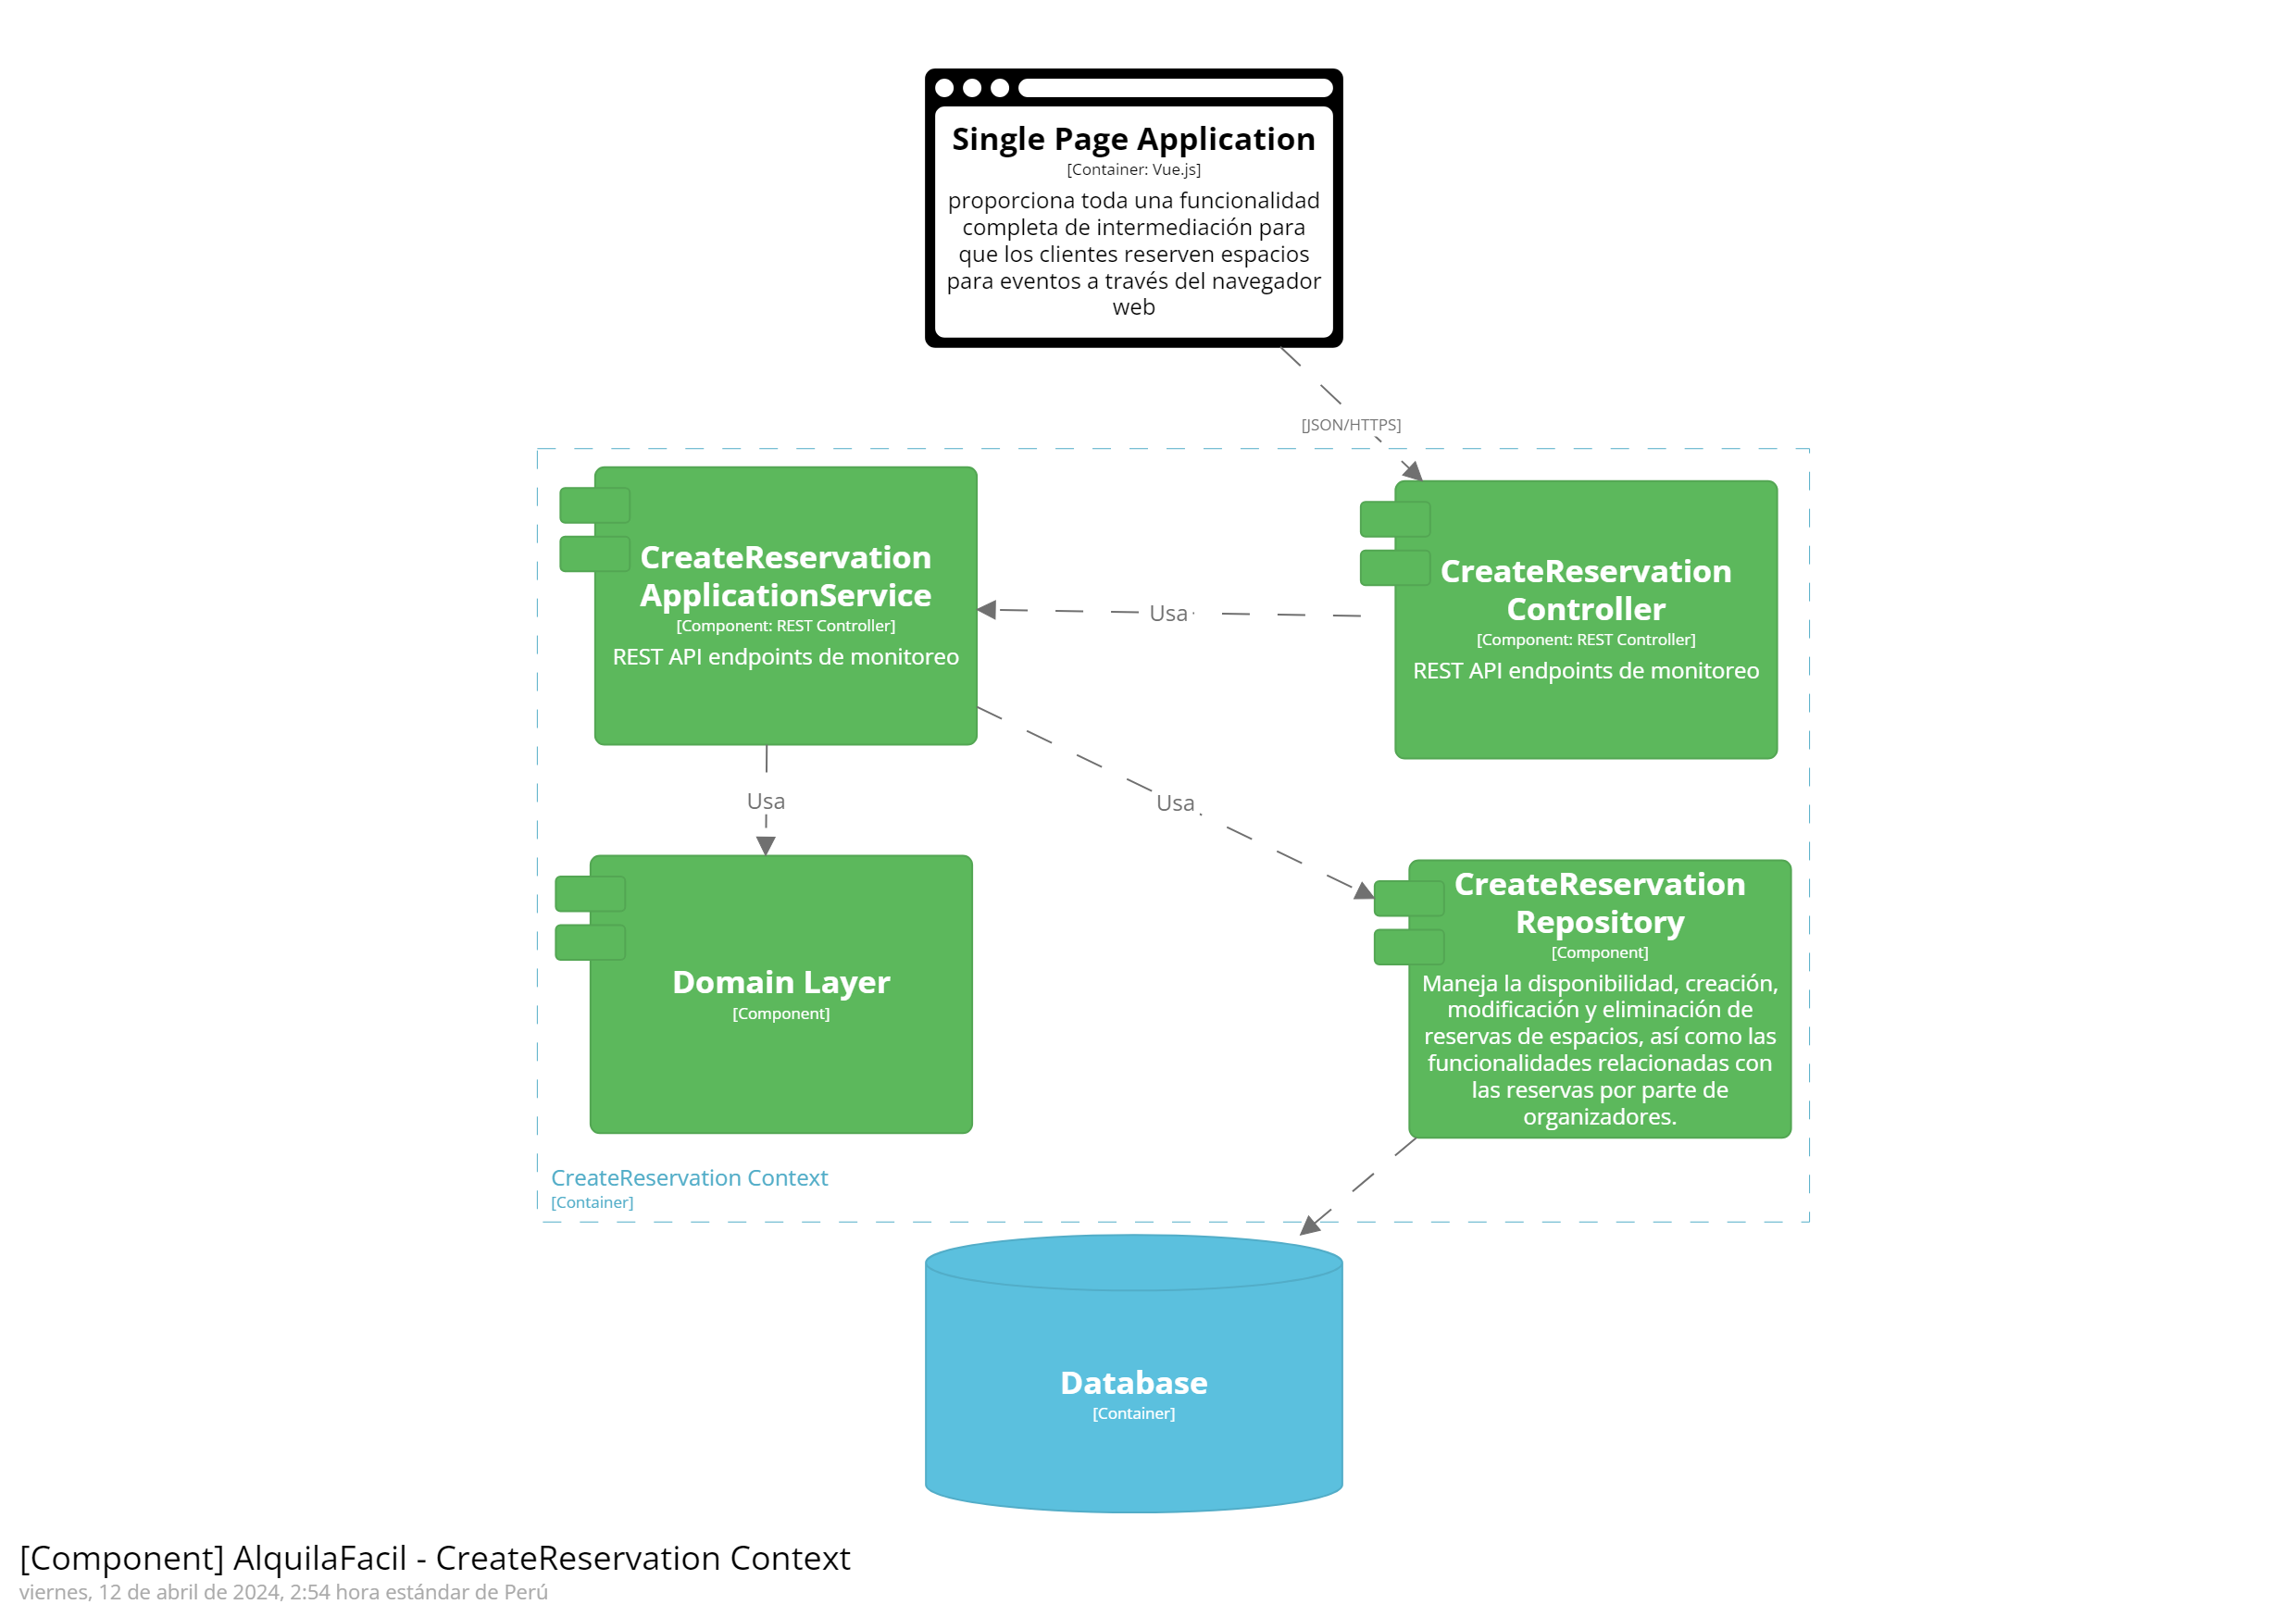 Single Page Application
[Container: Vue.js]
proporciona toda una funcionalidad
completa de intermediación para
que los clientes reserven espacios
para eventos a través del navegador
web
[JSON/HTTPS]
CreateReservation
ApplicationService
[Component: REST Controller]
REST API endpoints de monitoreo
Usa
CreateReservation
Controller
[Component: REST Controller]
REST API endpoints de monitoreo
Usa
Usa
Domain Layer
[Component]
CreateReservation
Repository
[Component]
Maneja la disponibilidad, creación,
modificación y eliminación de
reservas de espacios, así como las
funcionalidades relacionadas con
las reservas por parte de
organizadores.
CreateReservation Context
[Container]
Database
[Container]
[Component] AlquilaFacil - CreateReservation Context
viernes, 12 de abril de 2024, 2:54 hora estándar de Perú